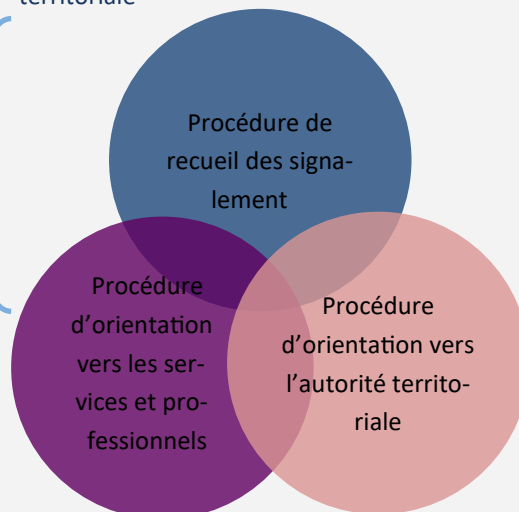 territoriale
Procédure de
recueil des signa-
lement
Procédure
d'orientation
vers les ser-
vices et pro-
fessionnels
Procédure
d'orientation vers
l'autorité territo-
riale